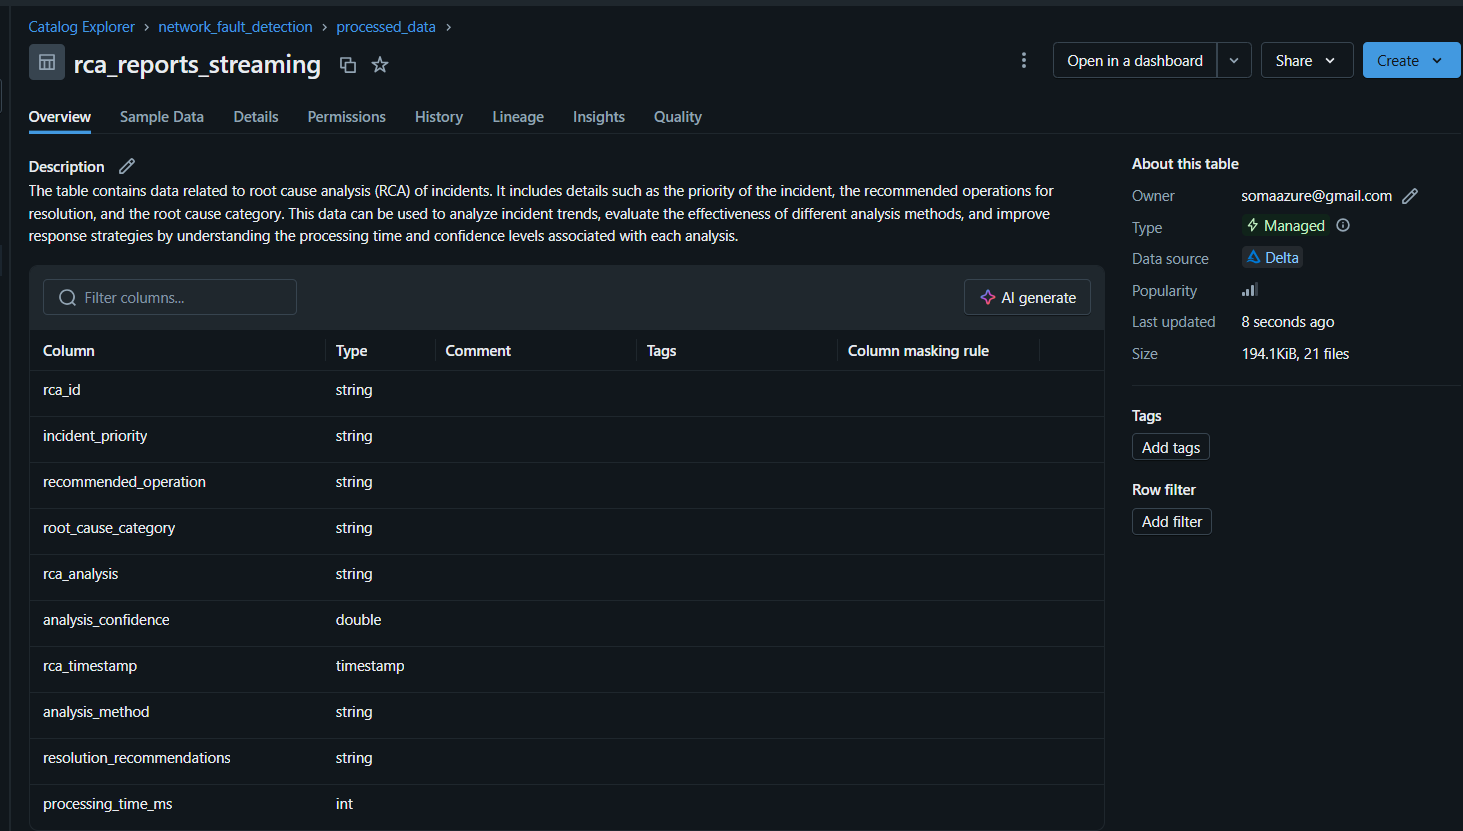 Catalog Explorer › network_fault_detection › processed_data ›
rca_reports_streaming
Open in a dashboard
Share
Create
Overview Sample Data Details Permissions History Lineage Insights Quality
Description
The table contains data related to root cause analysis (RCA) of incidents. It includes details such as the priority of the incident, the recommended operations for
resolution, and the root cause category. This data can be used to analyze incident trends, evaluate the effectiveness of different analysis methods, and improve
response strategies by understanding the processing time and confidence levels associated with each analysis.
Filter columns...
AI generate
Column Type Comment Tags Column masking rule
rca_id string
incident_priority string
recommended_operation string
root_cause_category string
rca_analysis string
analysis_confidence double
rca_timestamp timestamp
analysis_method string
resolution_recommendations string
processing_time_ms int
About this table
Owner somaazure@gmail.com
Type Managed
Data source Delta
Popularity
Last updated 8 seconds ago
Size 194.1KiB, 21 files
Tags
Add tags
Row filter
Add filter